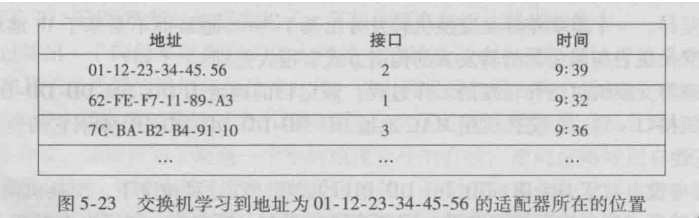 地址 接口 时间
01-12-23-34-45. 56 2 9:39
62-FE-F7-11-89-A3 1 9:32
7C-BA-B2-B4-91-10 3 9:36
… … …
图 5-23 交换机学习到地址为 01-12-23-34-45-56 的适配器所在的位置